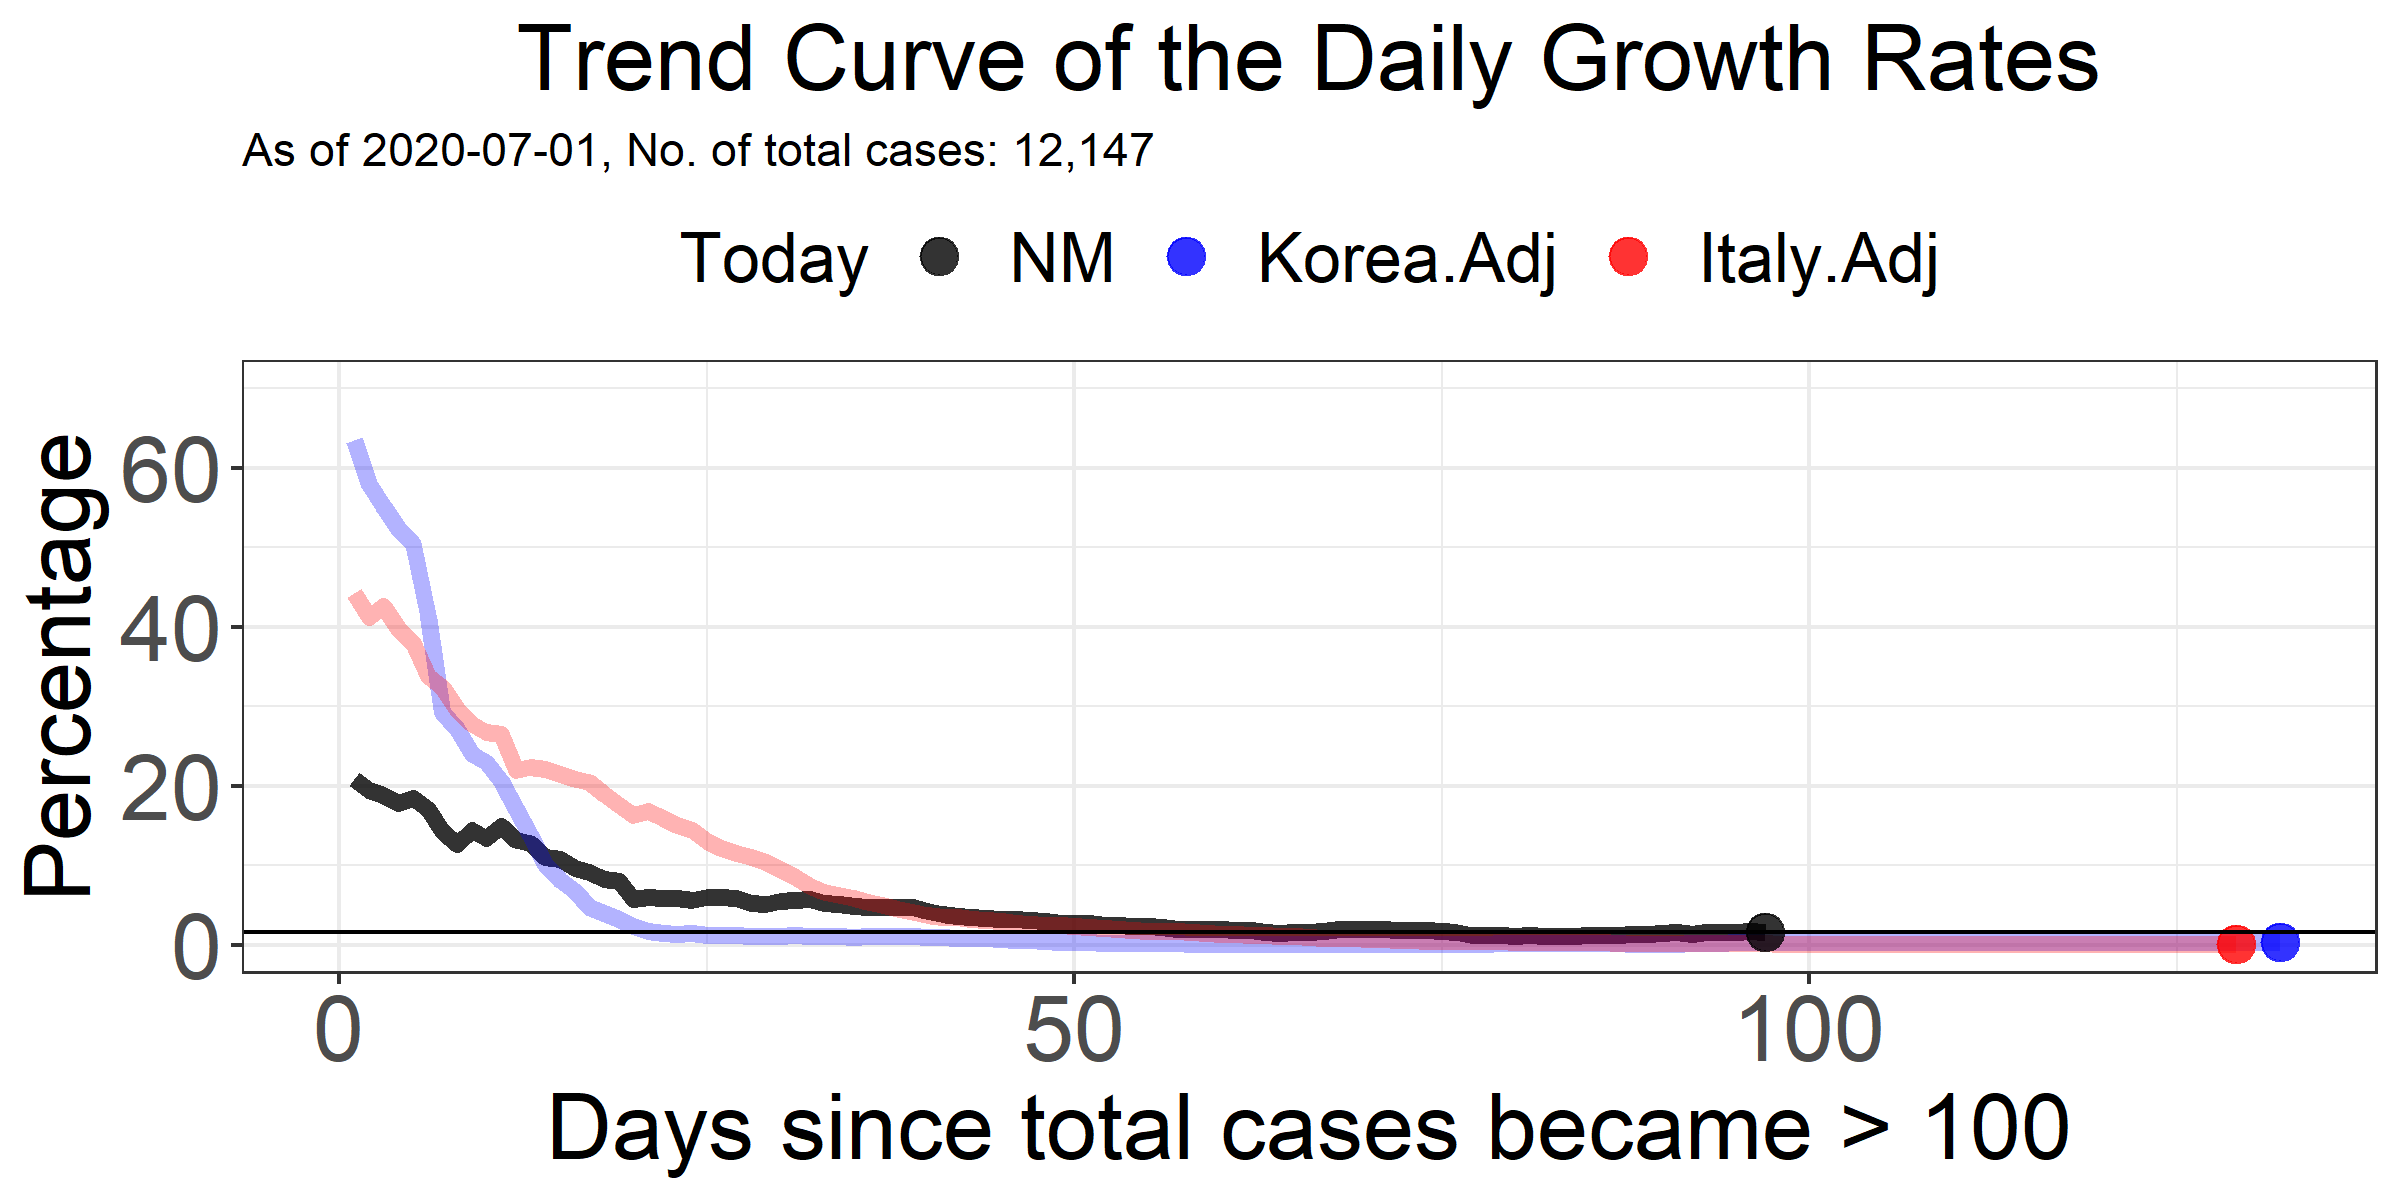 Trend Curve of the Daily Growth Rates
As of 2020-07-01, No. of total cases: 12,147
Today NM Korea.Adj Italy.Adj
Percentage
60
40
20
0
0 50 100
Days since total cases became > 100